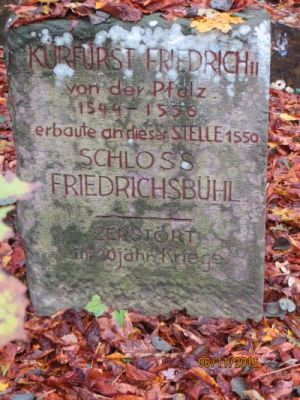 KURFÜRST FRIEDRICH II
von der Pfalz
1544-1556
erbaute an dieser STELLE 1550
SCHLOSS
FRIEDRICHSBÜHL
ZERSTÖRT
im 30jähr. Kriege